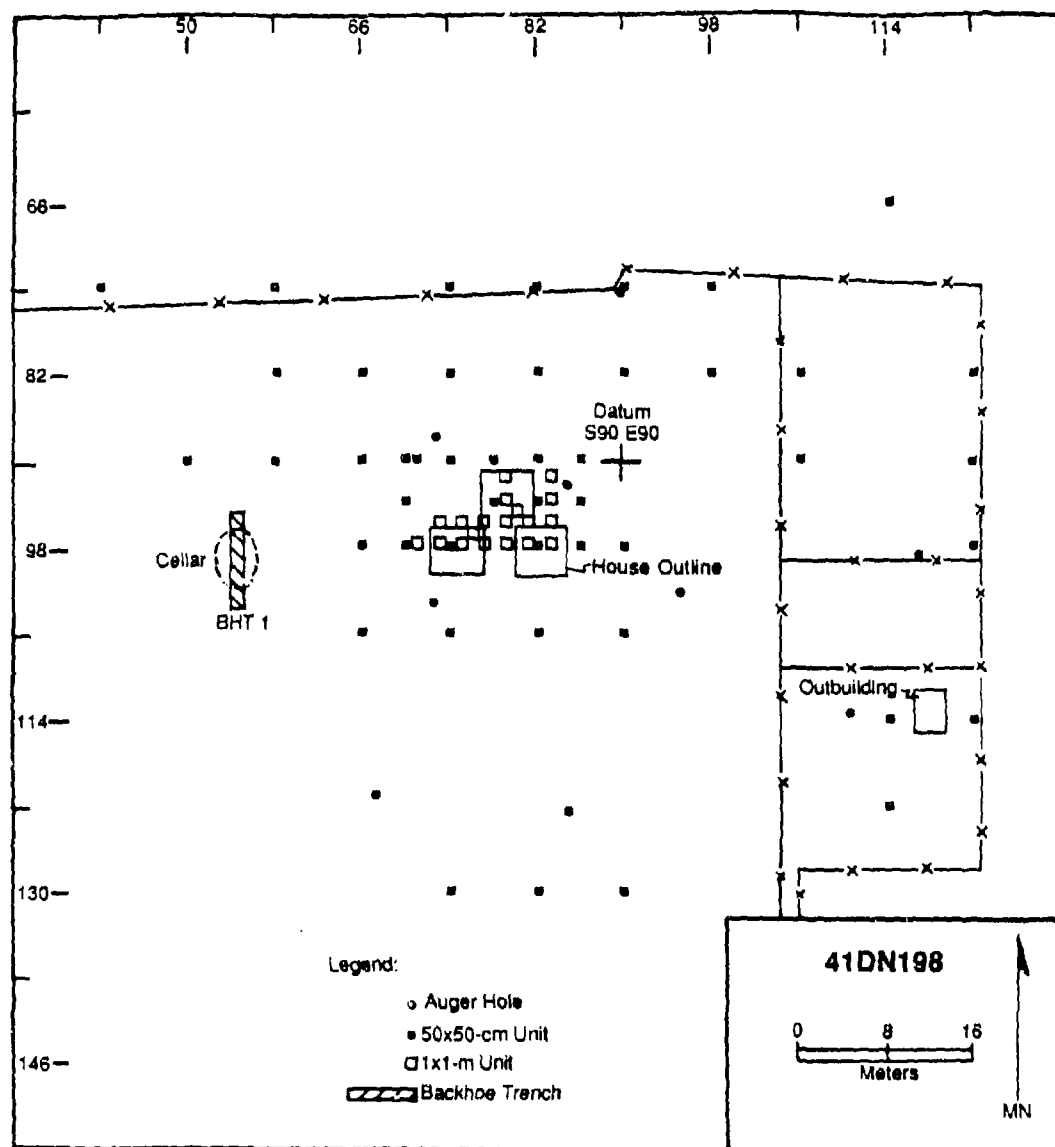 50 66 82 98 114
66
82
Datum
S90 E90
98
Cellar
House Outline
BHT 1
Outbuilding
114
130
Legend:
Auger Hole
50x50-cm Unit
1x1-m Unit
Backhoe Trench
146
41DN198
0 8 16
Meters
MN